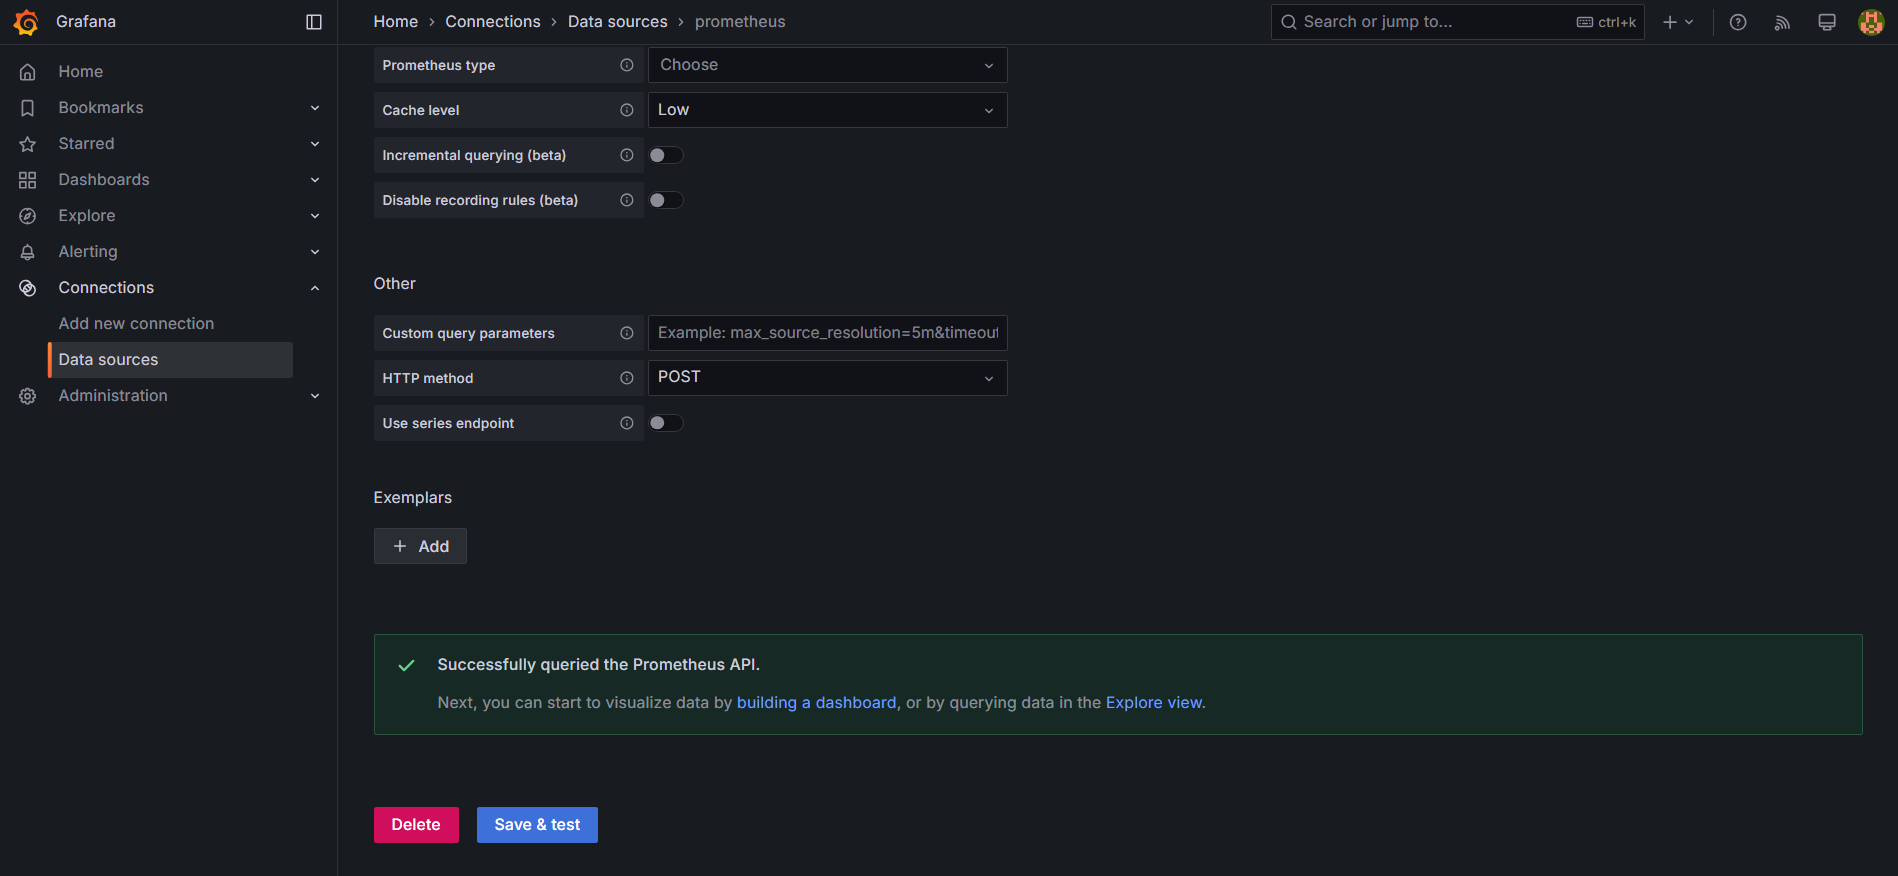 Grafana
Home > Connections > Data sources > prometheus
Search or jump to...
ctrl+k
Home
Bookmarks
Starred
Dashboards
Explore
Alerting
Connections
Add new connection
Data sources
Administration
Prometheus type
Choose
Cache level
Low
Incremental querying (beta)
Disable recording rules (beta)
Other
Custom query parameters
Example: max_source_resolution=5m&timeout
HTTP method
POST
Use series endpoint
Exemplars
+ Add
Successfully queried the Prometheus API.
Next, you can start to visualize data by building a dashboard, or by querying data in the Explore view.
Delete
Save & test